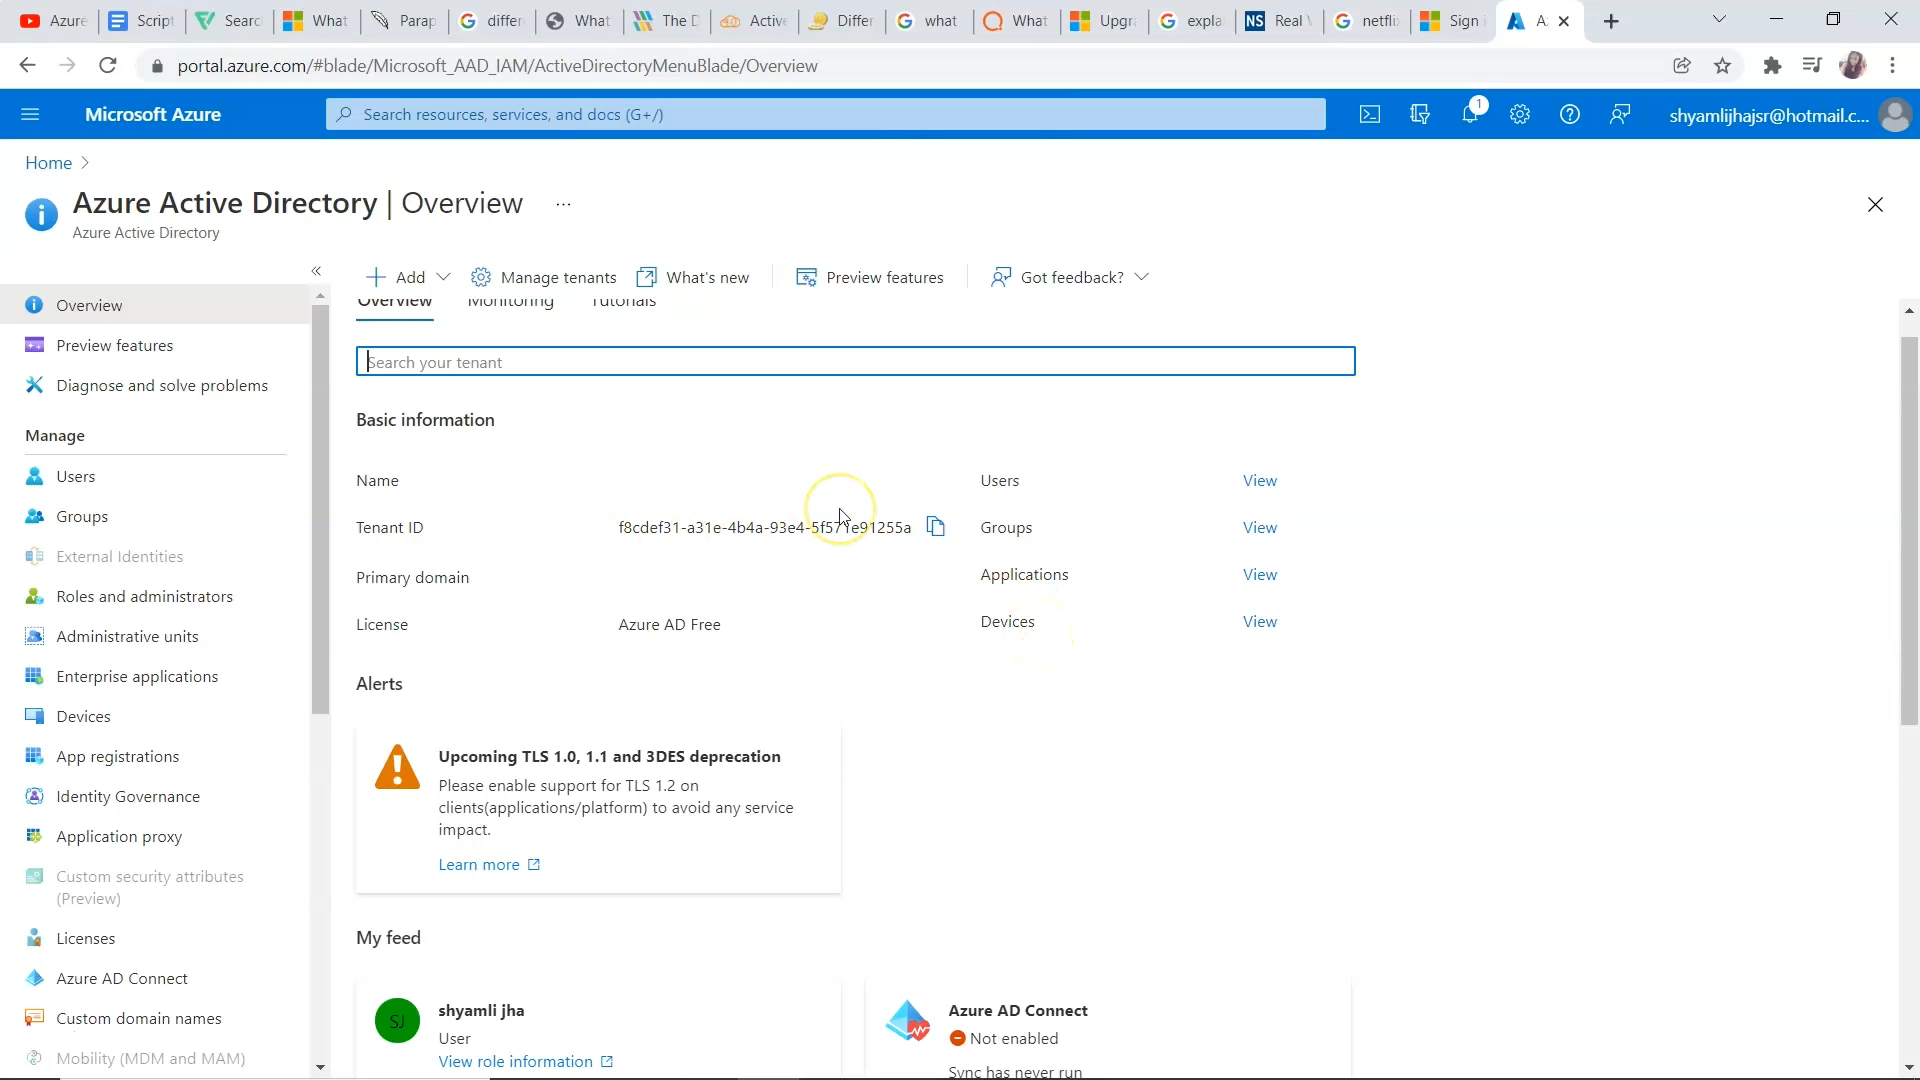 Azure
Script
Searc
What
Parap
differ
What
The D
Active
Differ
what
What
Upgra
expla
NS Real V
netfli
Sign i
A
portal.azure.com/#blade/Microsoft_AAD_IAM/ActiveDirectoryMenuBlade/Overview
Microsoft Azure
Search resources, services, and docs (G+/)
1
shyamlijhajsr@hotmail.c...
Home
Azure Active Directory | Overview ...
Azure Active Directory
Add
Manage tenants
What's new
Preview features
Got feedback?
Overview
Preview features
Diagnose and solve problems
Manage
Users
Groups
External Identities
Roles and administrators
Administrative units
Enterprise applications
Devices
App registrations
Identity Governance
Application proxy
Custom security attributes
(Preview)
Licenses
Azure AD Connect
Custom domain names
Mobility (MDM and MAM)
Overview
Monitoring
Tutorials
Search your tenant
Basic information
Name
Tenant ID f8cdef31-a31e-4b4a-93e4-5f571e91255a
Primary domain
License Azure AD Free
Users View
Groups View
Applications View
Devices View
Alerts
Upcoming TLS 1.0, 1.1 and 3DES deprecation
Please enable support for TLS 1.2 on
clients(applications/platform) to avoid any service
impact.
Learn more
My feed
SJ
shyamli jha
User
View role information
Azure AD Connect
Not enabled
Sync has never run